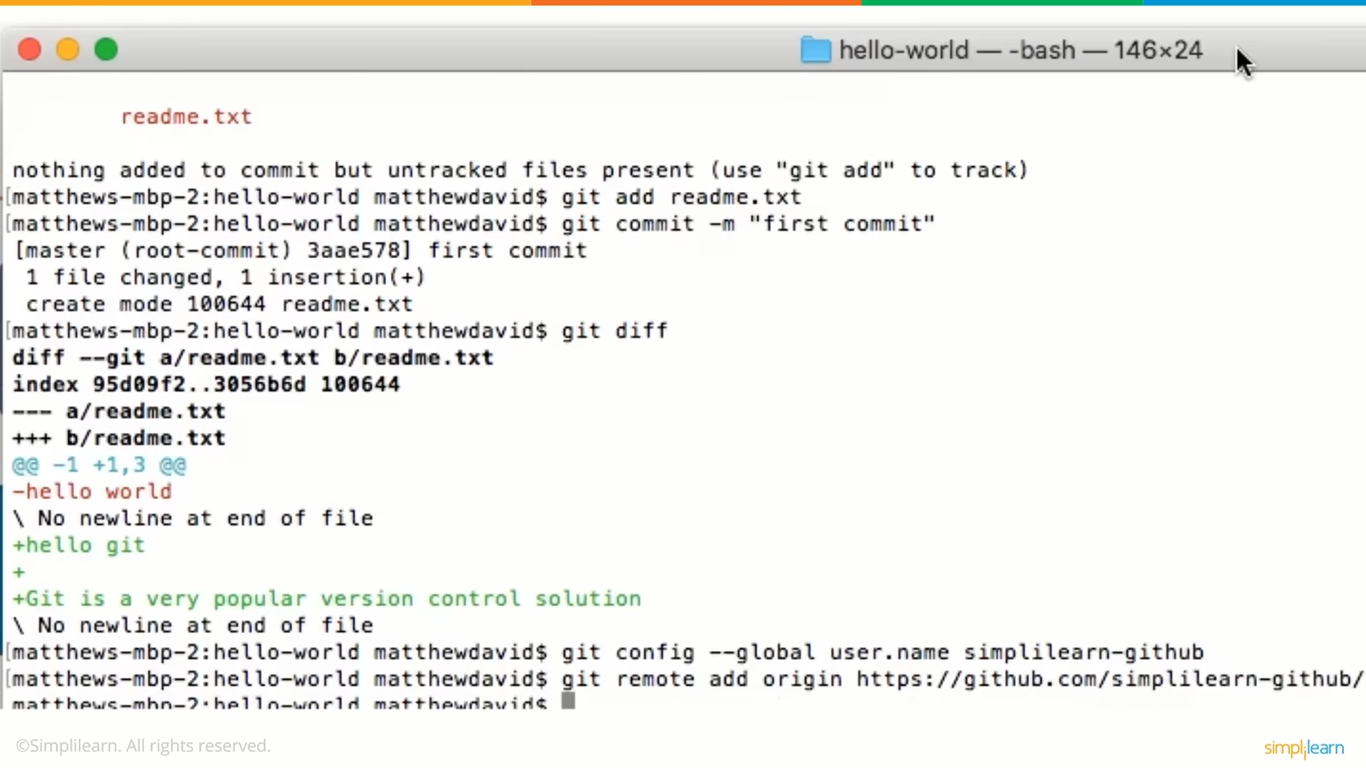 hello-world — -bash — 146×24
readme.txt
nothing added to commit but untracked files present (use "git add" to track)
[matthews-mbp-2:hello-world matthewdavid$ git add readme.txt
[matthews-mbp-2:hello-world matthewdavid$ git commit -m "first commit"
[master (root-commit) 3aae578] first commit
 1 file changed, 1 insertion(+)
 create mode 100644 readme.txt
[matthews-mbp-2:hello-world matthewdavid$ git diff
diff --git a/readme.txt b/readme.txt
index 95d09f2..3056b6d 100644
--- a/readme.txt
+++ b/readme.txt
@@ -1 +1,3 @@
-hello world
\ No newline at end of file
+hello git
+
+Git is a very popular version control solution
\ No newline at end of file
[matthews-mbp-2:hello-world matthewdavid$ git config --global user.name simplilearn-github
[matthews-mbp-2:hello-world matthewdavid$ git remote add origin https://github.com/simplilearn-github/
matthews-mbp-2:hello-world matthewdavid$
©Simplilearn. All rights reserved.
simplilearn